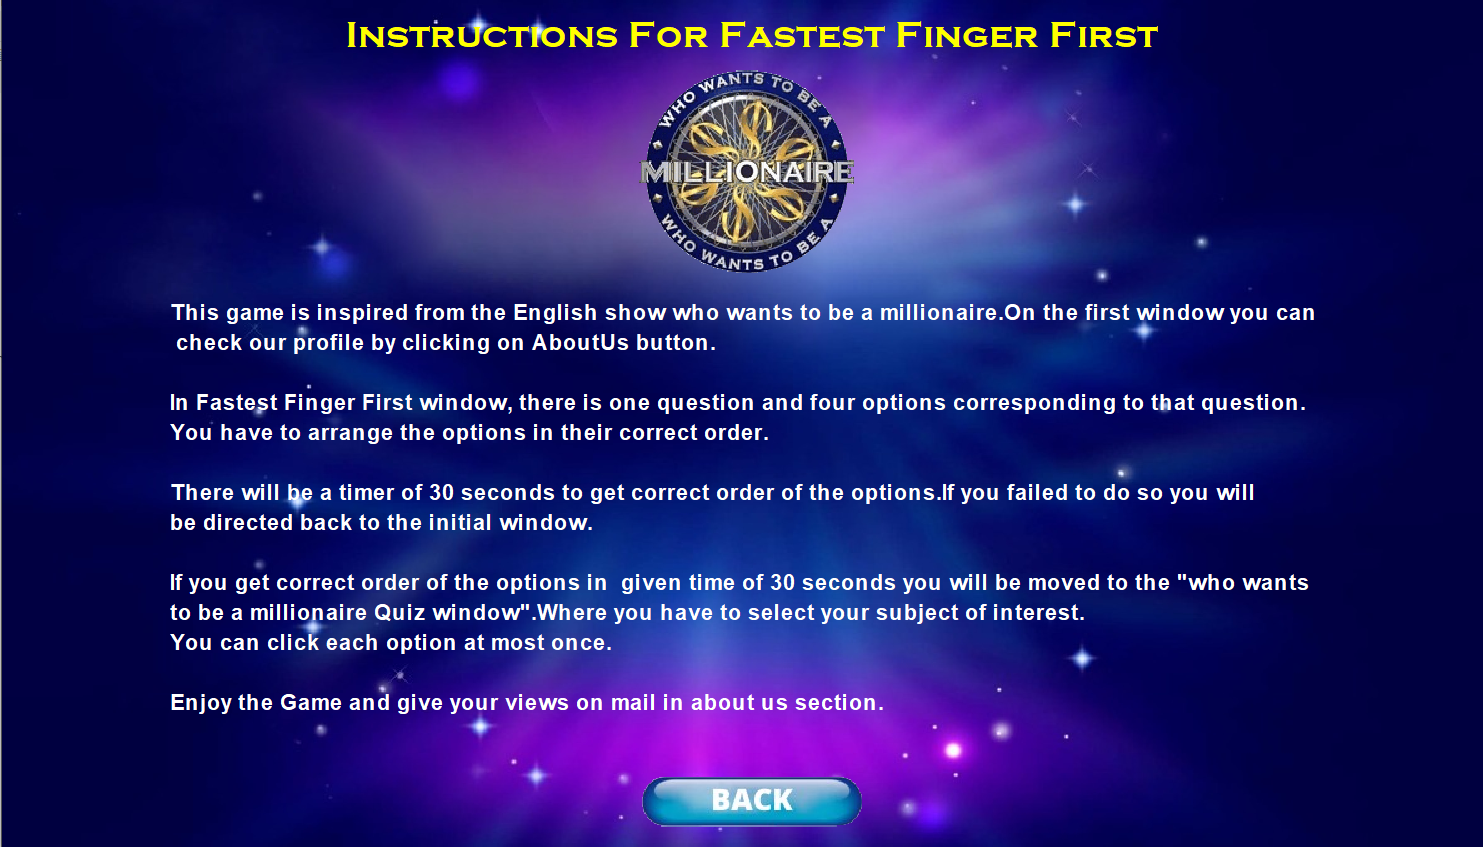 Instructions For Fastest Finger First
WHO WANTS TO BE A
MILLIONAIRE
WHO WANTS TO BE A
This game is inspired from the English show who wants to be a millionaire.On the first window you can
check our profile by clicking on AboutUs button.
In Fastest Finger First window, there is one question and four options corresponding to that question.
You have to arrange the options in their correct order.
There will be a timer of 30 seconds to get correct order of the options.If you failed to do so you will
be directed back to the initial window.
If you get correct order of the options in  given time of 30 seconds you will be moved to the "who wants
to be a millionaire Quiz window".Where you have to select your subject of interest.
You can click each option at most once.
Enjoy the Game and give your views on mail in about us section.
BACK